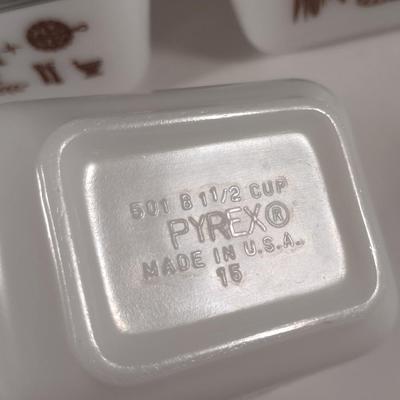 501 B 1 1/2 CUP
PYREX®
MADE IN U.S.A.
15